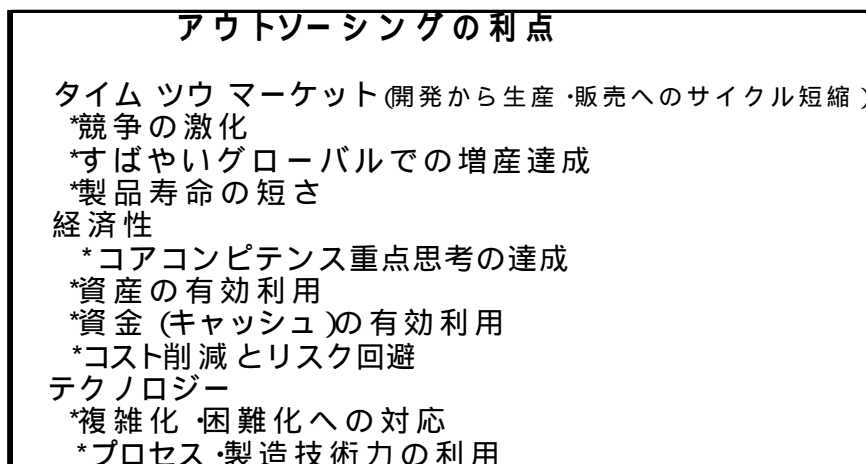 アウトソーシングの利点
タイム ツウ マーケット(開発から生産・販売へのサイクル短縮)
*競争の激化
*すばやいグローバルでの増産達成
*製品寿命の短さ
経済性
*コアコンピテンス重点思考の達成
*資産の有効利用
*資金(キャッシュ)の有効利用
*コスト削減とリスク回避
テクノロジー
*複雑化・困難化への対応
*プロセス・製造技術力の利用